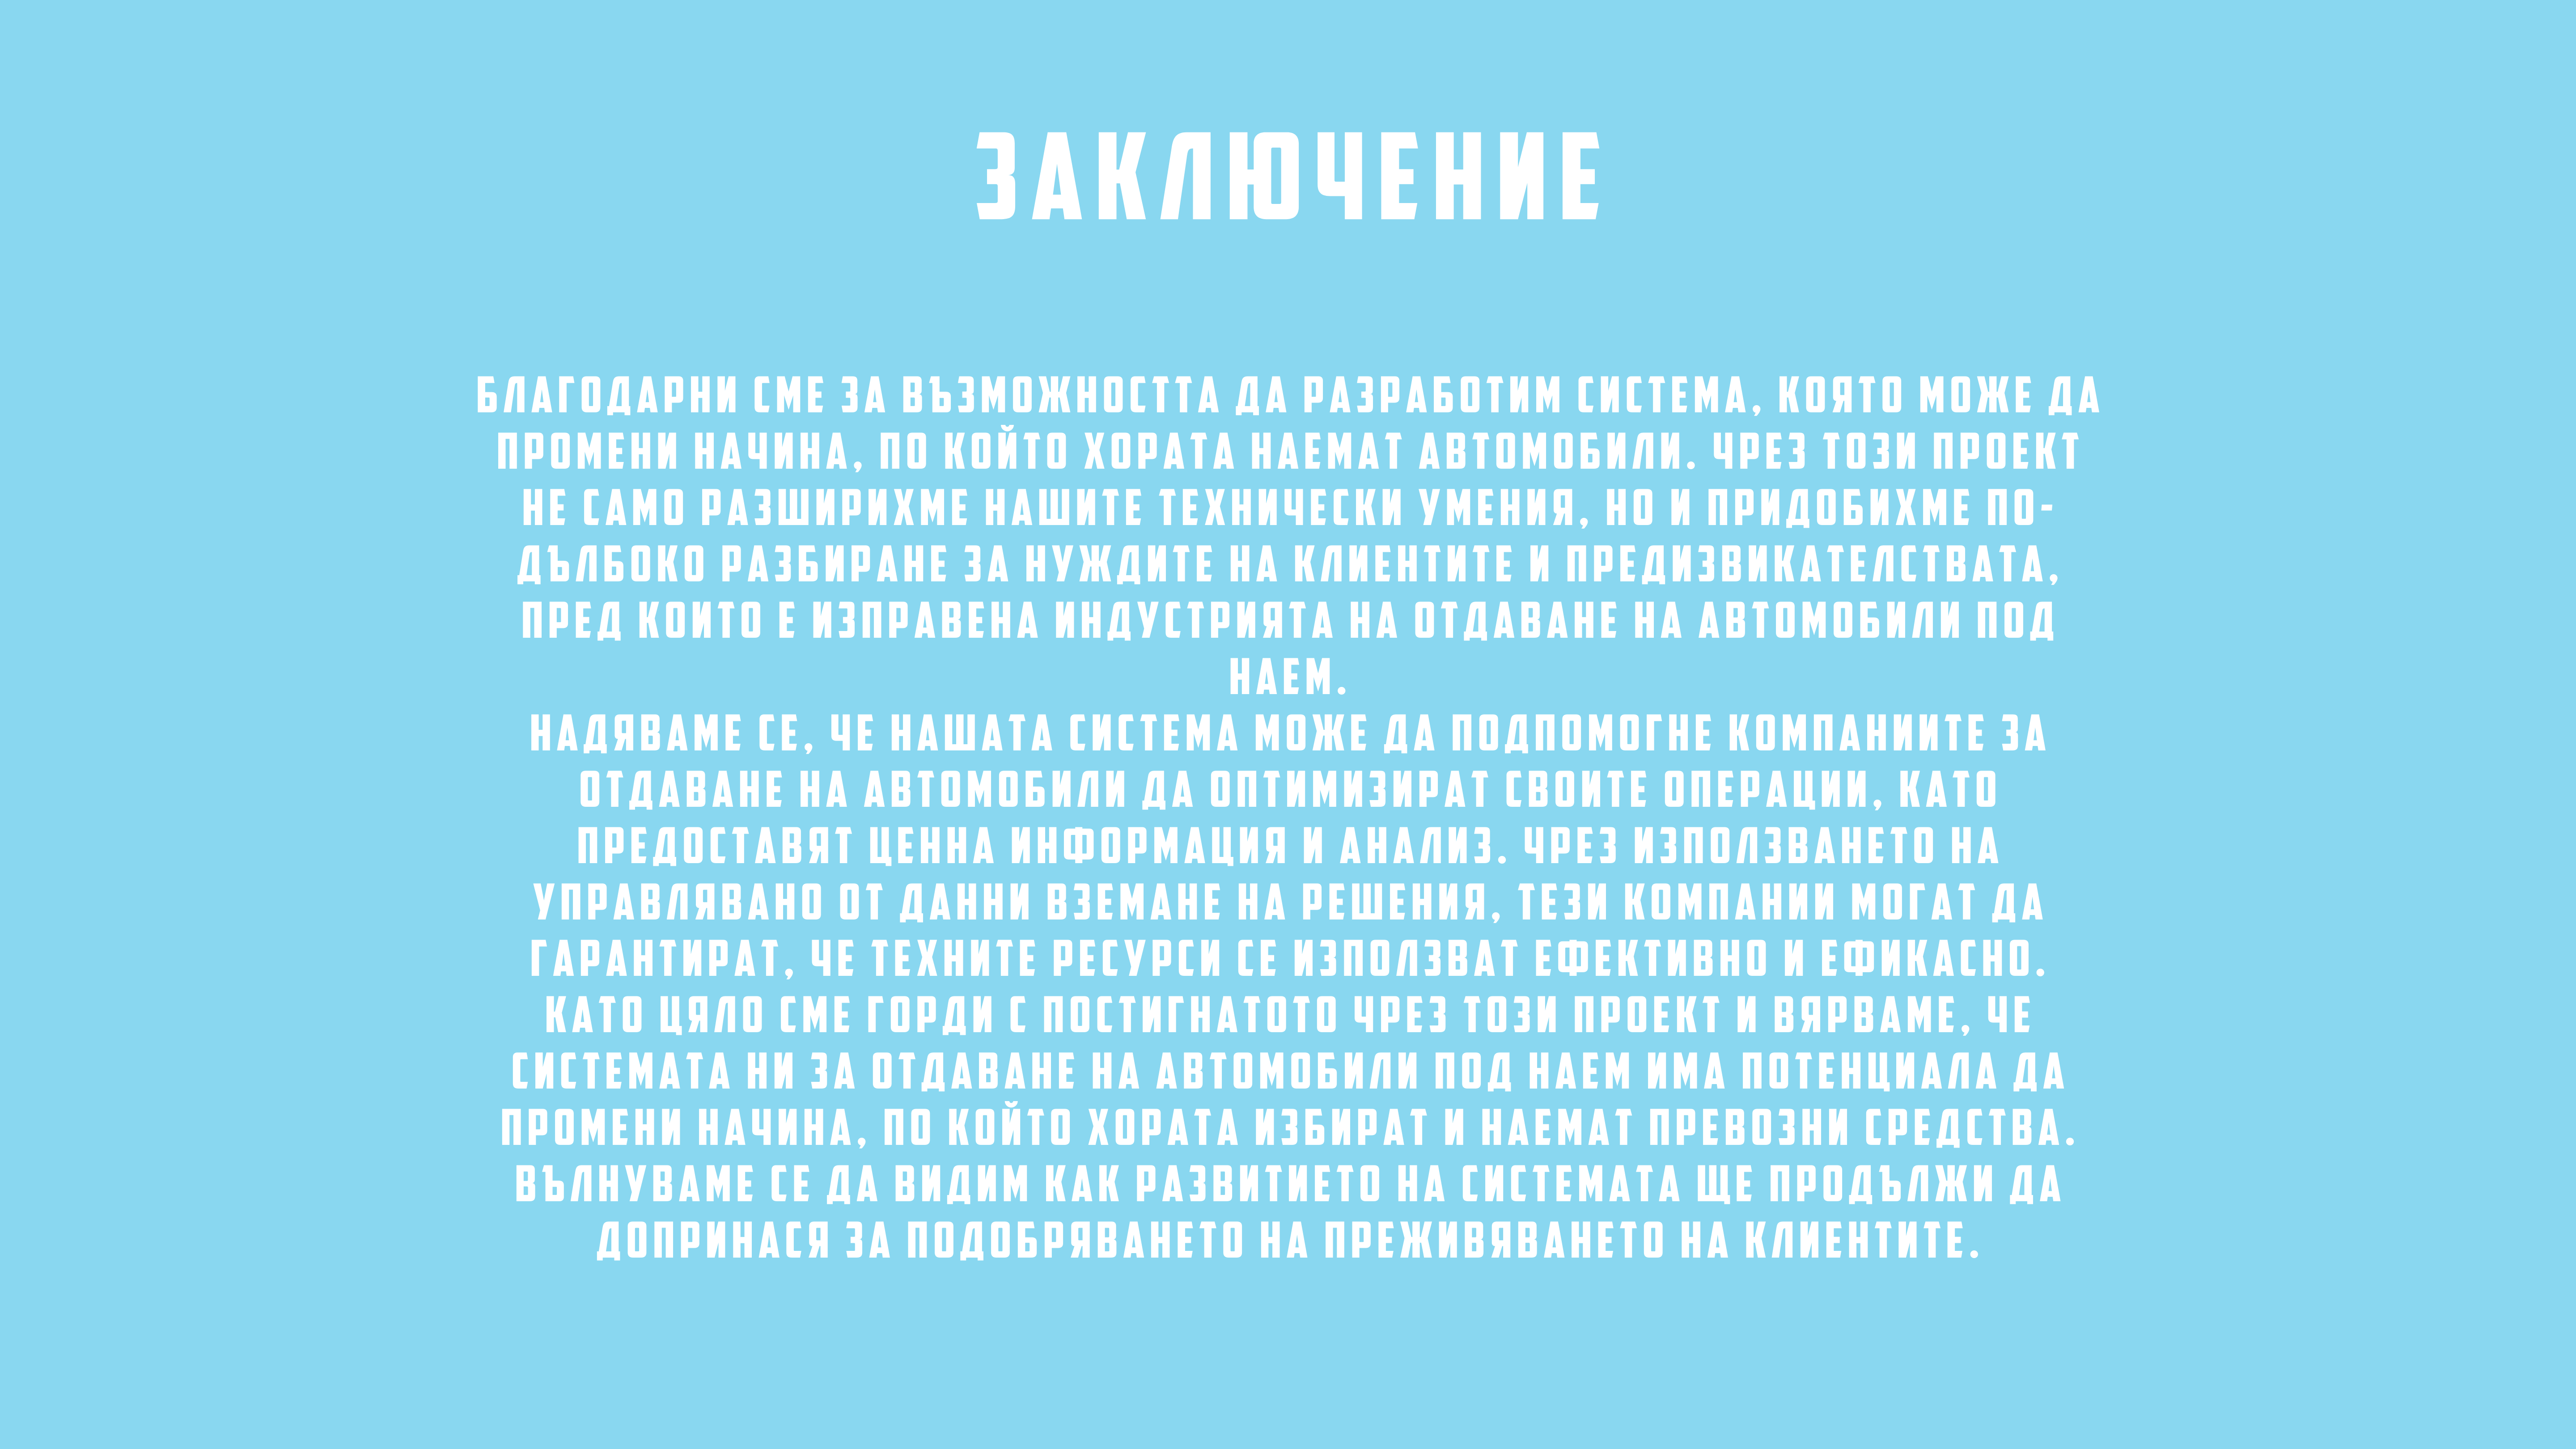 ЗАКЛЮЧЕНИЕ
БЛАГОДАРНИ СМЕ ЗА ВЪЗМОЖНОСТТА ДА РАЗРАБОТИМ СИСТЕМА, КОЯТО МОЖЕ ДА
ПРОМЕНИ НАЧИНА, ПО КОЙТО ХОРАТА НАЕМАТ АВТОМОБИЛИ. ЧРЕЗ ТОЗИ ПРОЕКТ
НЕ САМО РАЗШИРИХМЕ НАШИТЕ ТЕХНИЧЕСКИ УМЕНИЯ, НО И ПРИДОБИХМЕ ПО-
ДЪЛБОКО РАЗБИРАНЕ ЗА НУЖДИТЕ НА КЛИЕНТИТЕ И ПРЕДИЗВИКАТЕЛСТВАТА,
ПРЕД КОИТО Е ИЗПРАВЕНА ИНДУСТРИЯТА НА ОТДАВАНЕ НА АВТОМОБИЛИ ПОД
НАЕМ.
НАДЯВАМЕ СЕ, ЧЕ НАШАТА СИСТЕМА МОЖЕ ДА ПОДПОМОГНЕ КОМПАНИИТЕ ЗА
ОТДАВАНЕ НА АВТОМОБИЛИ ДА ОПТИМИЗИРАТ СВОИТЕ ОПЕРАЦИИ, КАТО
ПРЕДОСТАВЯТ ЦЕННА ИНФОРМАЦИЯ И АНАЛИЗ. ЧРЕЗ ИЗПОЛЗВАНЕТО НА
УПРАВЛЯВАНО ОТ ДАННИ ВЗЕМАНЕ НА РЕШЕНИЯ, ТЕЗИ КОМПАНИИ МОГАТ ДА
ГАРАНТИРАТ, ЧЕ ТЕХНИТЕ РЕСУРСИ СЕ ИЗПОЛЗВАТ ЕФЕКТИВНО И ЕФИКАСНО.
КАТО ЦЯЛО СМЕ ГОРДИ С ПОСТИГНАТОТО ЧРЕЗ ТОЗИ ПРОЕКТ И ВЯРВАМЕ, ЧЕ
СИСТЕМАТА НИ ЗА ОТДАВАНЕ НА АВТОМОБИЛИ ПОД НАЕМ ИМА ПОТЕНЦИАЛА ДА
ПРОМЕНИ НАЧИНА, ПО КОЙТО ХОРАТА ИЗБИРАТ И НАЕМАТ ПРЕВОЗНИ СРЕДСТВА.
ВЪЛНУВАМЕ СЕ ДА ВИДИМ КАК РАЗВИТИЕТО НА СИСТЕМАТА ЩЕ ПРОДЪЛЖИ ДА
ДОПРИНАСЯ ЗА ПОДОБРЯВАНЕТО НА ПРЕЖИВЯВАНЕТО НА КЛИЕНТИТЕ.